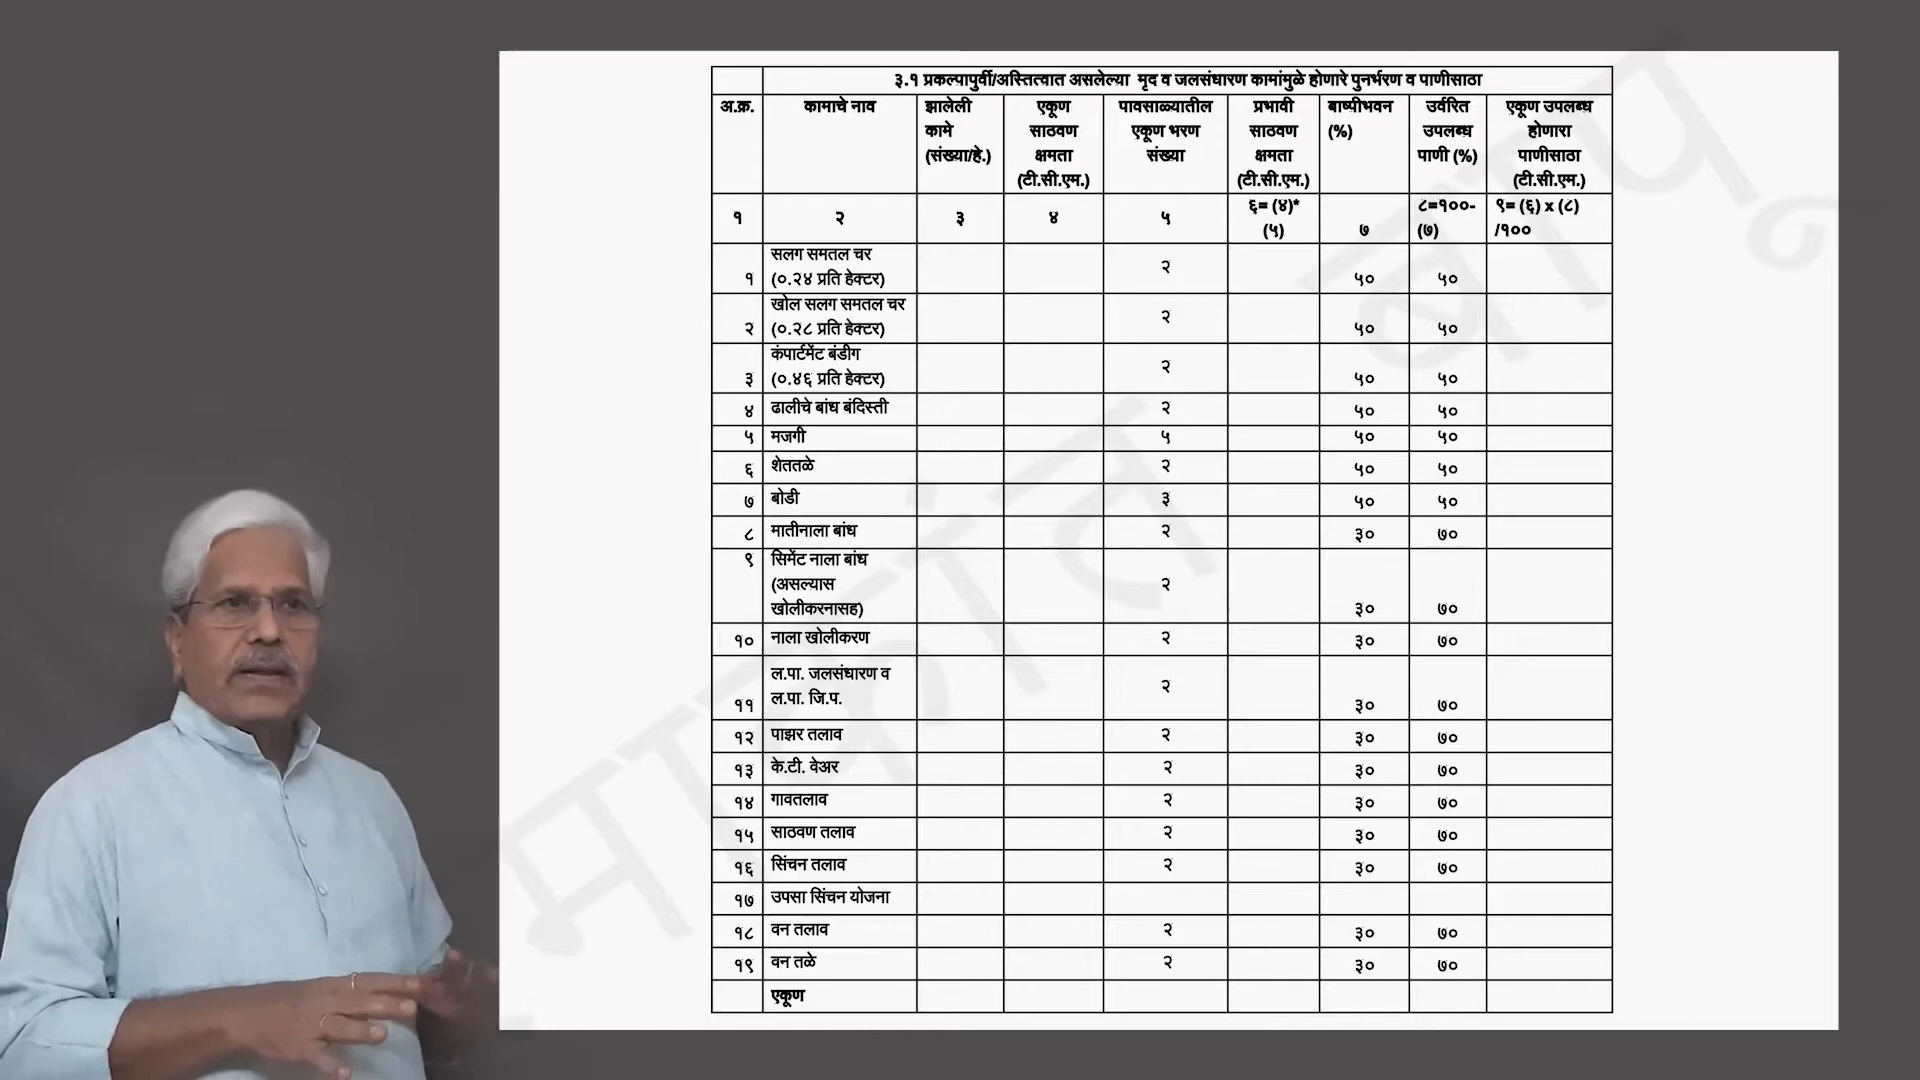 ३.१ प्रकल्पापुर्वी/अस्तित्वात असलेल्या मृद व जलसंधारण कामांमुळे होणारे पुनर्भरण व पाणीसाठा
अ.क्र. कामाचे नाव झालेली कामे (संख्या/हे.) एकूण साठवण क्षमता (टी.सी.एम.) पावसाळ्यातील एकूण भरण संख्या प्रभावी साठवण क्षमता (टी.सी.एम.) बाष्पीभवन (%) उर्वरित उपलब्ध पाणी (%) एकूण उपलब्ध होणारा पाणीसाठा (टी.सी.एम.)
१ २ ३ ४ ५ ६= (४)* (५) ७ ८=१००- (७) ९= (६) x (८) /१००
१ सलग समतल चर (०.२४ प्रति हेक्टर) २ ५० ५०
२ खोल सलग समतल चर (०.२८ प्रति हेक्टर) २ ५० ५०
३ कंपार्टमेंट बंडीग (०.४६ प्रति हेक्टर) २ ५० ५०
४ ढालीचे बांध बंदिस्ती २ ५० ५०
५ मजगी ५ ५० ५०
६ शेततळे २ ५० ५०
७ बोडी ३ ५० ५०
८ मातीनाला बांध २ ३० ७०
९ सिमेंट नाला बांध (असल्यास खोलीकरनासह) २ ३० ७०
१० नाला खोलीकरण २ ३० ७०
११ ल.पा. जलसंधारण व ल.पा. जि.प. २ ३० ७०
१२ पाझर तलाव २ ३० ७०
१३ के.टी. वेअर २ ३० ७०
१४ गावतलाव २ ३० ७०
१५ साठवण तलाव २ ३० ७०
१६ सिंचन तलाव २ ३० ७०
१७ उपसा सिंचन योजना
१८ वन तलाव २ ३० ७०
१९ वन तळे २ ३० ७०
एकूण